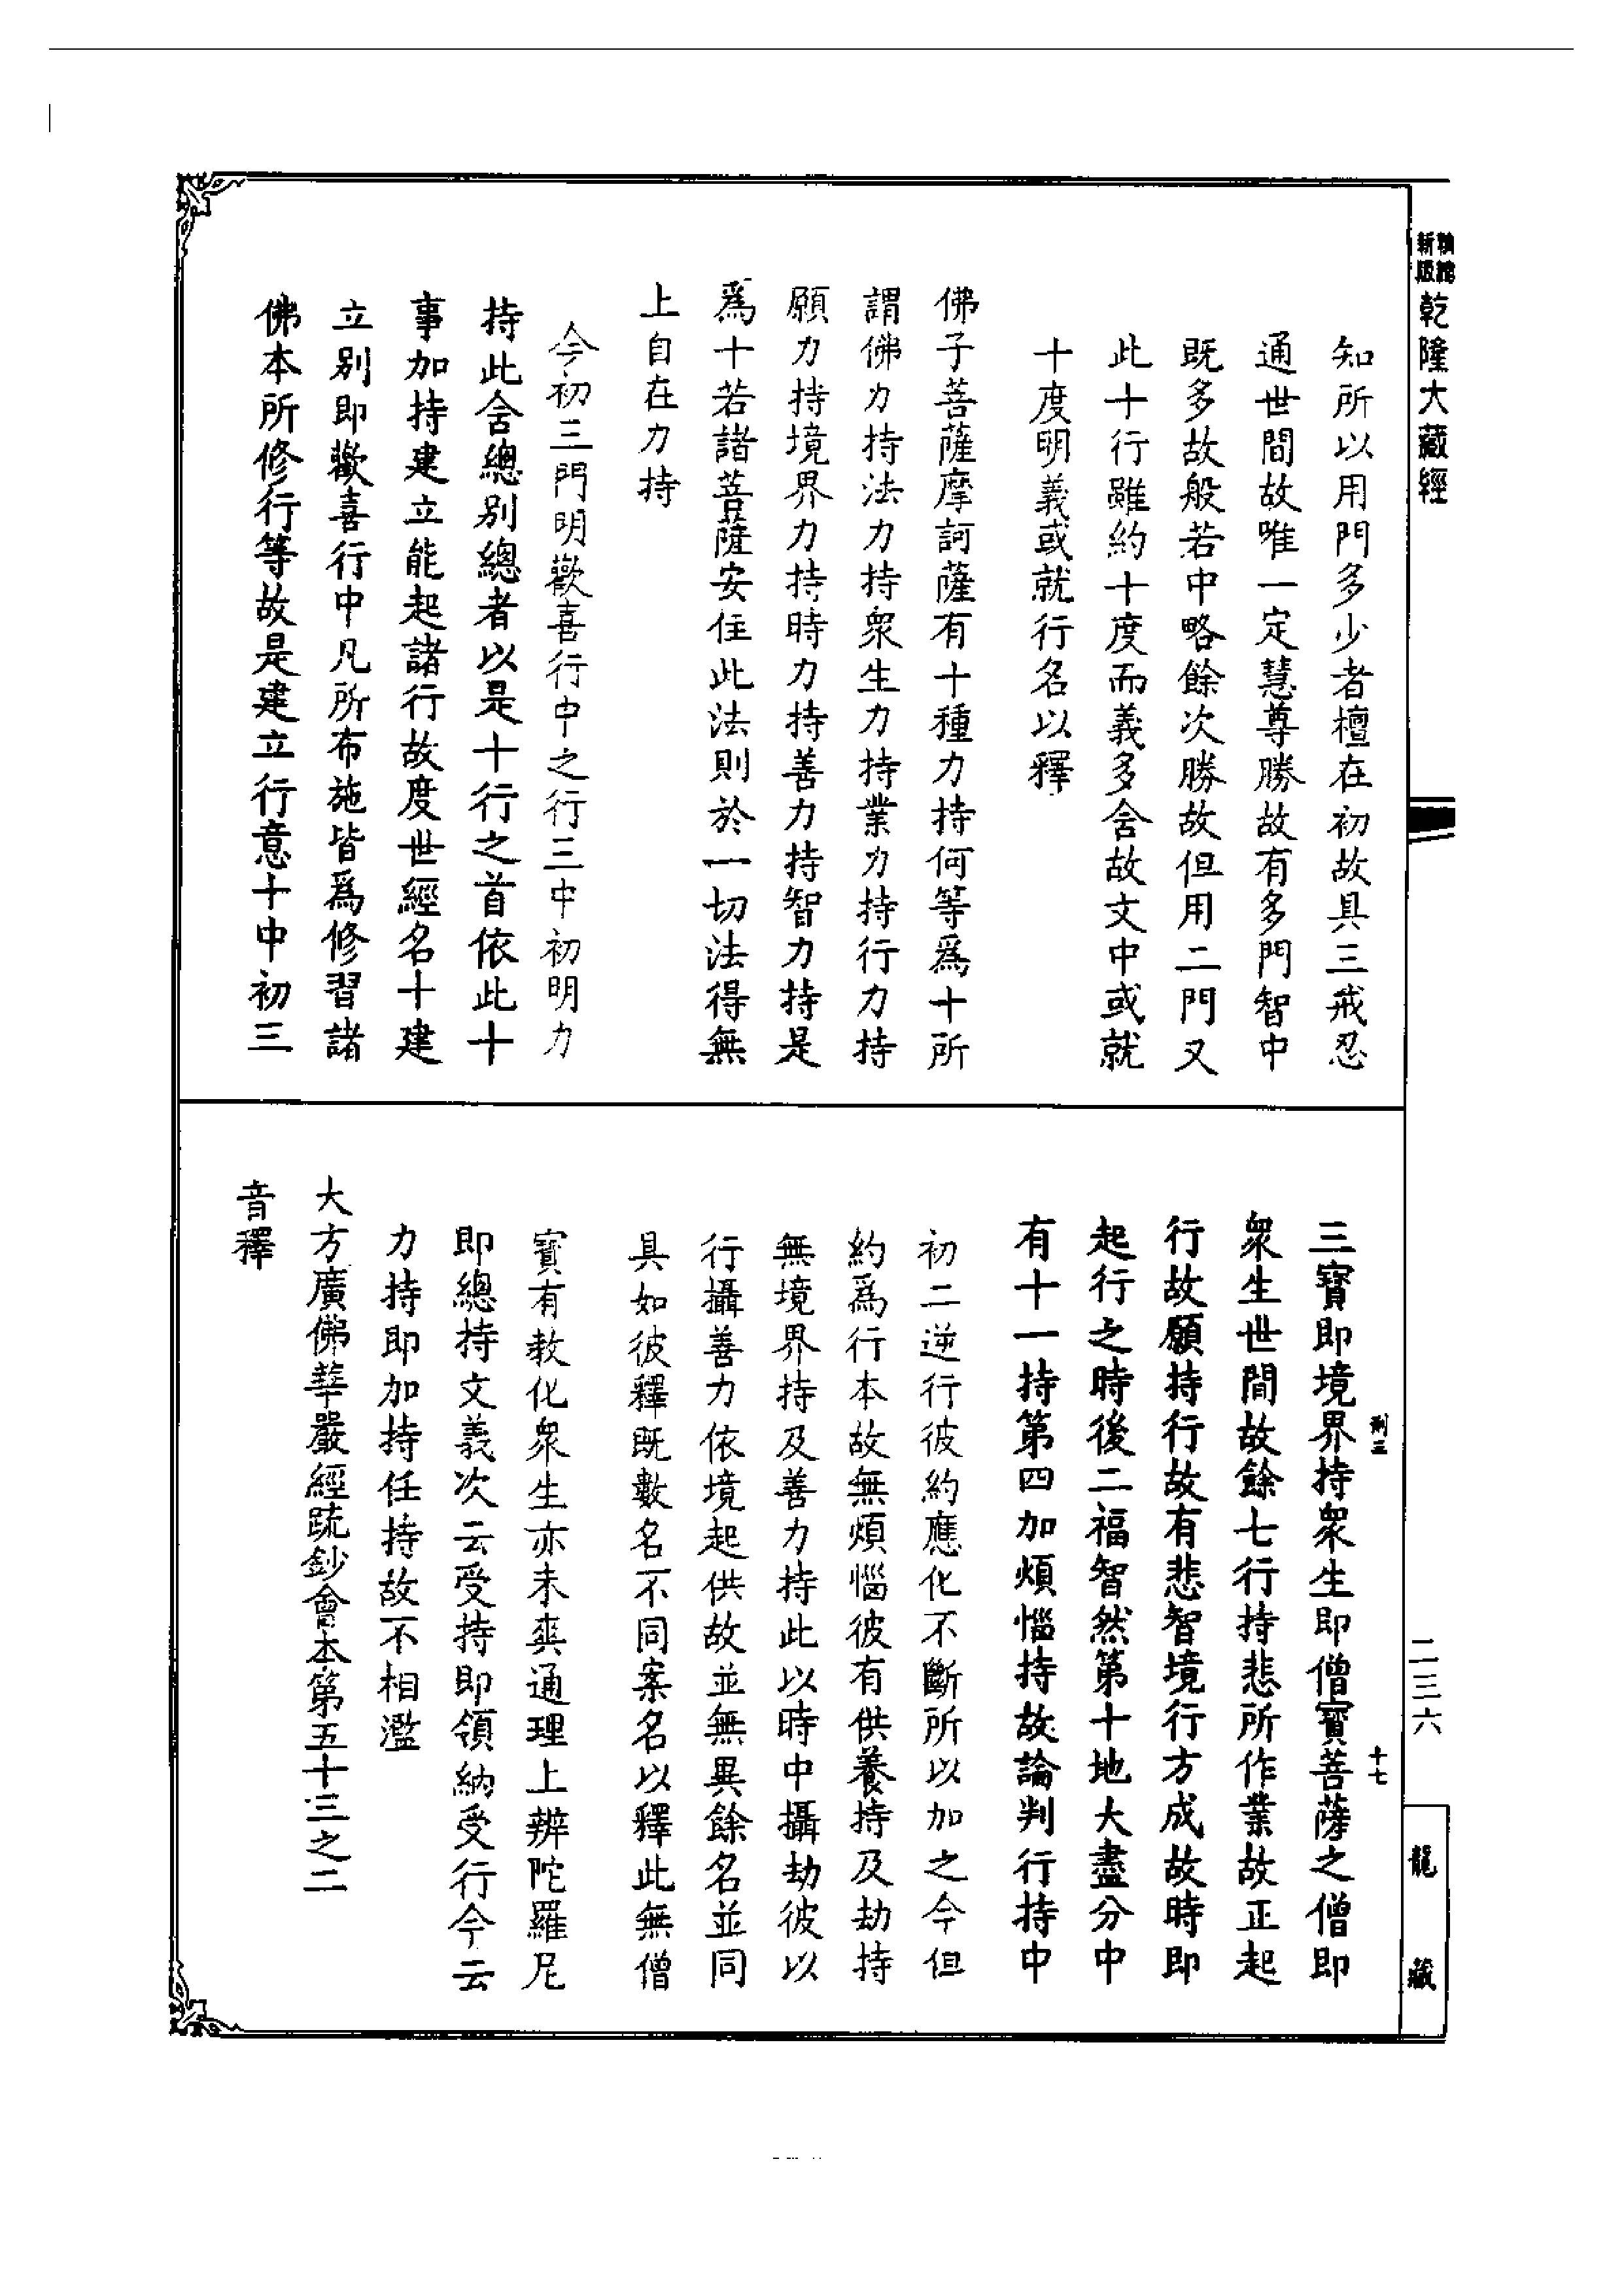 新版
乾隆大藏經
知所以用門多少者檀在初故具三戒忍
通世間故唯一定慧尊勝故有多門智中
既多故般若中略餘次勝故但用二門又
此十行雖約十度而義多舍故文中或就
十度明義或就行名以釋
佛子菩薩摩訶薩有十種力持何等爲十所
謂佛力持法力持衆生力持業力持行力持
願力持境界力持時力持善力持智力持是
爲十若諸菩薩安住此法則於一切法得無
上自在力持
今初三門明歡喜行中之行三中初明力
持此舍總別總者以是十行之首依此十
事加持建立能起諸行故度世經名十建
立別即歡喜行中凡所布施皆爲修習諸
佛本所修行等故是建立行意十中初三
三寶即境界持衆生即僧寶菩薩之僧即
衆生世間故餘七行持悲所作業故正起
行故願持行故有悲智境行方成故時即
起行之時後二福智然第十地大盡分中
有十一持第四加煩惱持故論判行持中
初二逆行彼約應化不斷所以加之今但
約爲行本故無煩惱彼有供養持及劫持
無境界持及善力持此以時中攝劫彼以
行攝善力依境起供故並無異餘名並同
具如彼釋既數名不同案名以釋此無僧
寶有教化衆生亦未爽通理上辨陀羅尼
即總持文義次云受持即領納受行今云
力持即加持任持故不相濫
大方廣佛華嚴經疏鈔會本第五十三之二
音釋
二三六
十七
龍藏